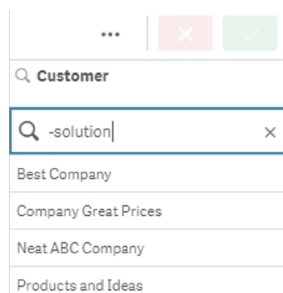 Customer
-solution
Best Company
Company Great Prices
Neat ABC Company
Products and Ideas